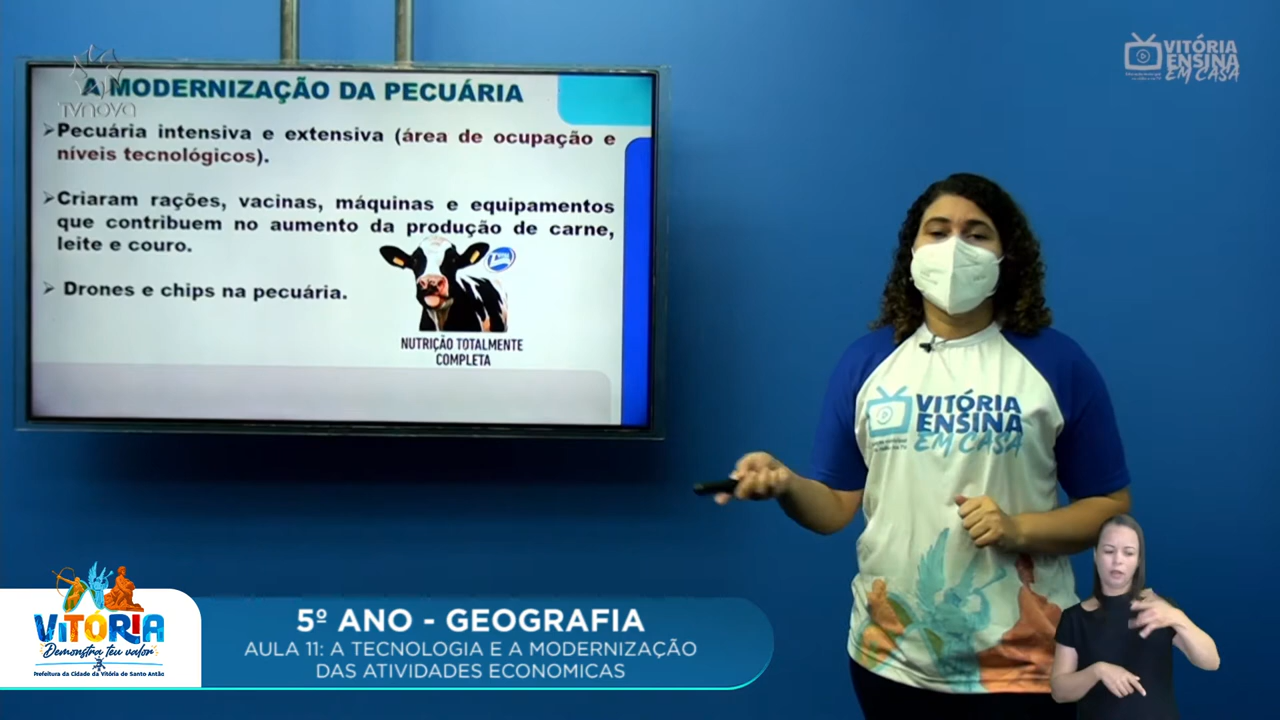 A MODERNIZAÇÃO DA PECUÁRIA
TVNOVA
➢Pecuária intensiva e extensiva (área de ocupação e
níveis tecnológicos).
➢Criaram rações, vacinas, máquinas e equipamentos
que contribuem no aumento da produção de carne,
leite e couro.
➢ Drones e chips na pecuária.
NUTRIÇÃO TOTALMENTE
COMPLETA
VITÓRIA
ENSINA
EM CASA
VITÓRIA
ENSINA
EM CASA
VITÓRIA
Demonstra teu valor
Prefeitura da Cidade da Vitória de Santo Antão
5º ANO - GEOGRAFIA
AULA 11: A TECNOLOGIA E A MODERNIZAÇÃO
DAS ATIVIDADES ECONOMICAS